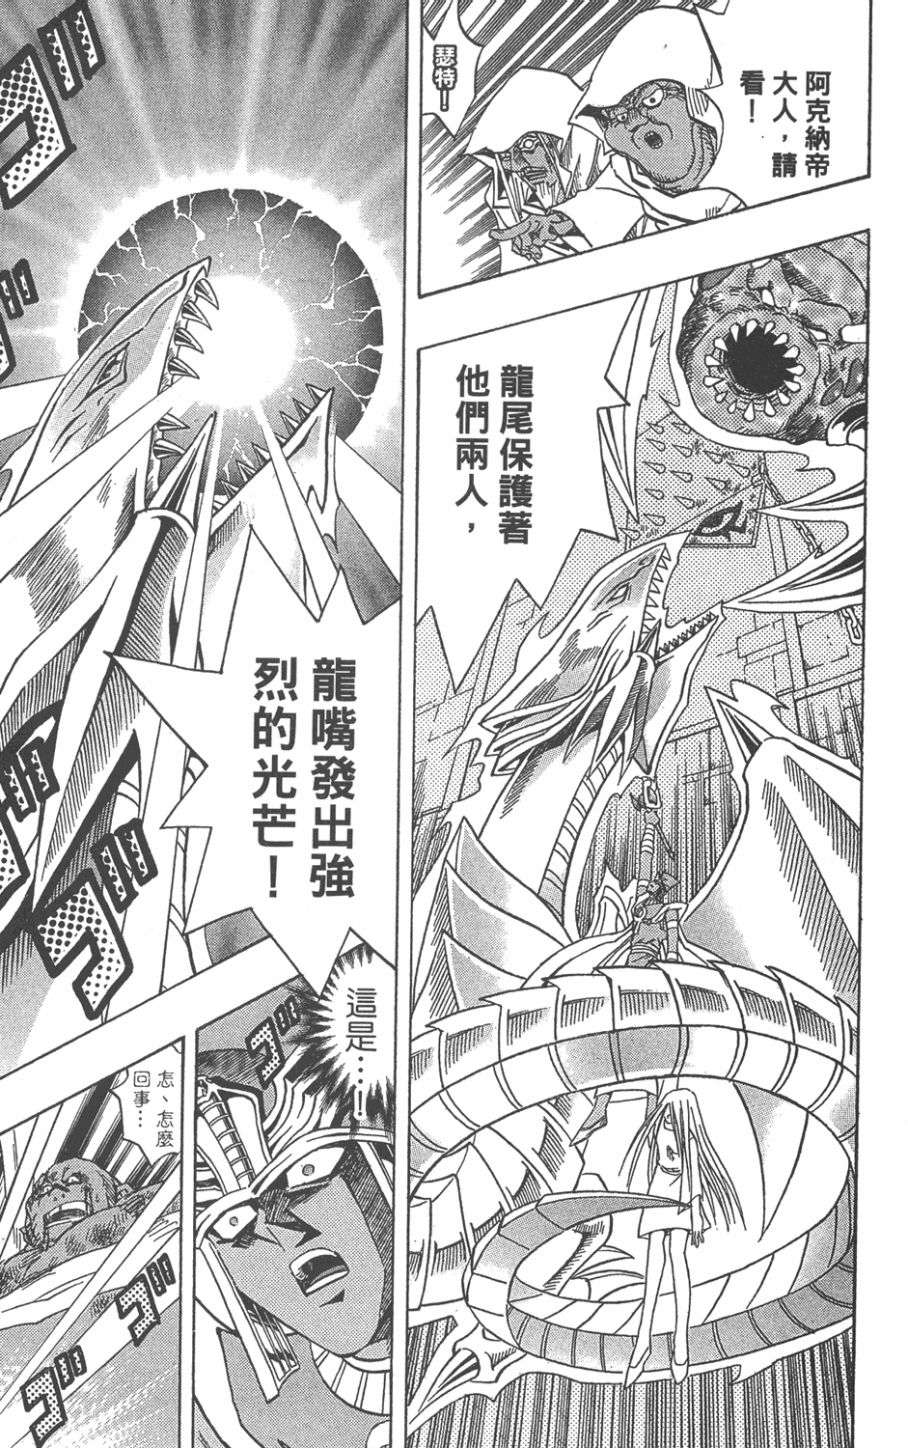 阿克納帝
大人，請
看！
瑟特！
龍尾保護著
他們兩人，
龍嘴發出強
烈的光芒！
這是…！
怎、怎麼
回事…